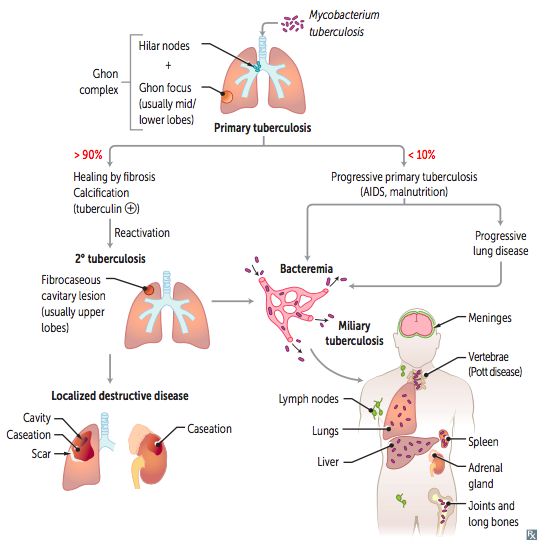 Mycobacterium
tuberculosis
Hilar nodes
+
Ghon
complex
Ghon focus
(usually mid/
lower lobes)
Primary tuberculosis
> 90%
< 10%
Healing by fibrosis
Calcification
(tuberculin ⊕)
Progressive primary tuberculosis
(AIDS, malnutrition)
Reactivation
Progressive
lung disease
2° tuberculosis
Bacteremia
Fibrocaseous
cavitary lesion
(usually upper
lobes)
Miliary
tuberculosis
Meninges
Vertebrae
(Pott disease)
Localized destructive disease
Lymph nodes
Cavity
Caseation
Scar
Caseation
Lungs
Liver
Spleen
Adrenal
gland
Joints and
long bones
Rx